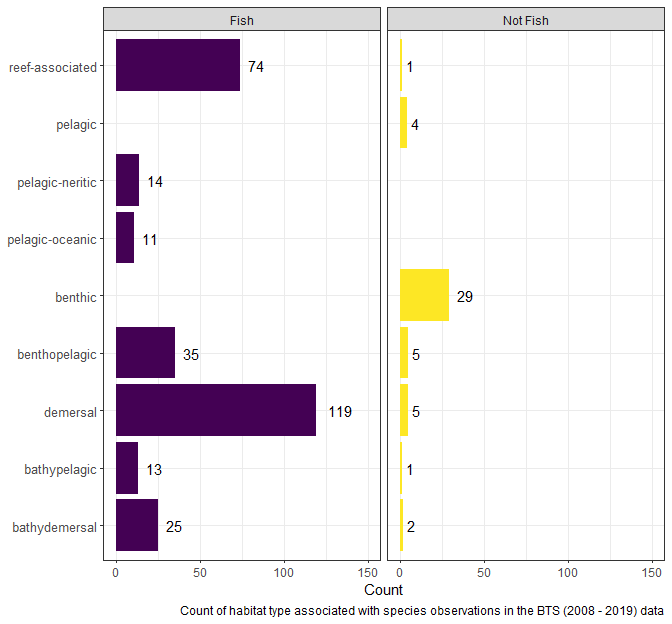 Fish Not Fish
reef-associated 74 1
pelagic 4
pelagic-neritic 14
pelagic-oceanic 11
benthic 29
benthopelagic 35 5
demersal 119 5
bathypelagic 13 1
bathydemersal 25 2
0 50 100 150 0 50 100 150
Count
Count of habitat type associated with species observations in the BTS (2008 - 2019) data